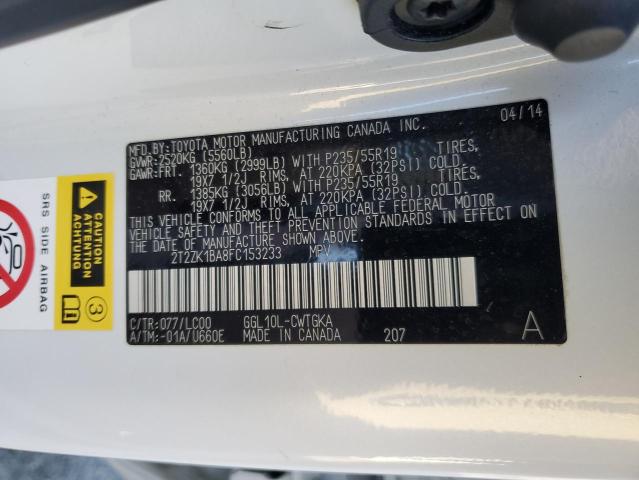 MFD.BY:TOYOTA MOTOR MANUFACTURING CANADA INC. 04/14
GVWR:2520KG (5560LB)
GAWR:FRT. 1360KG (2999LB) WITH P235/55R19 TIRES,
19X7 1/2J RIMS, AT 220KPA (32PSI) COLD
RR. 1385KG (3056LB) WITH P235/55R19 TIRES,
19X7 1/2J RIMS, AT 220KPA (32PSI) COLD
THIS VEHICLE CONFORMS TO ALL APPLICABLE FEDERAL MOTOR
VEHICLE SAFETY AND THEFT PREVENTION STANDARDS IN EFFECT ON
THE DATE OF MANUFACTURE SHOWN ABOVE.
2T2ZK1BA8FC153233 MPV
C/TR:077/LC00 GGL10L-CWTGKA
A/TM:-01A/U660E MADE IN CANADA 207 A
CAUTION
ATTENTION
ACHTUNG
SRS SIDE AIRBAG
3